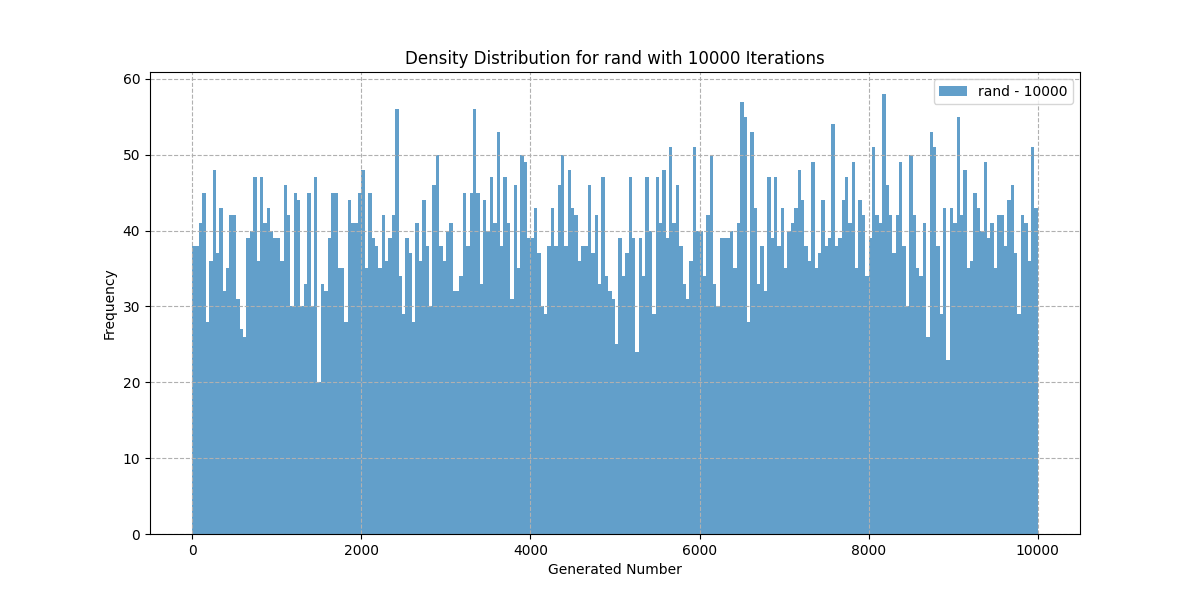 Density Distribution for rand with 10000 Iterations
rand - 10000
60
50
40
30
20
10
0
Frequency
0 2000 4000 6000 8000 10000
Generated Number